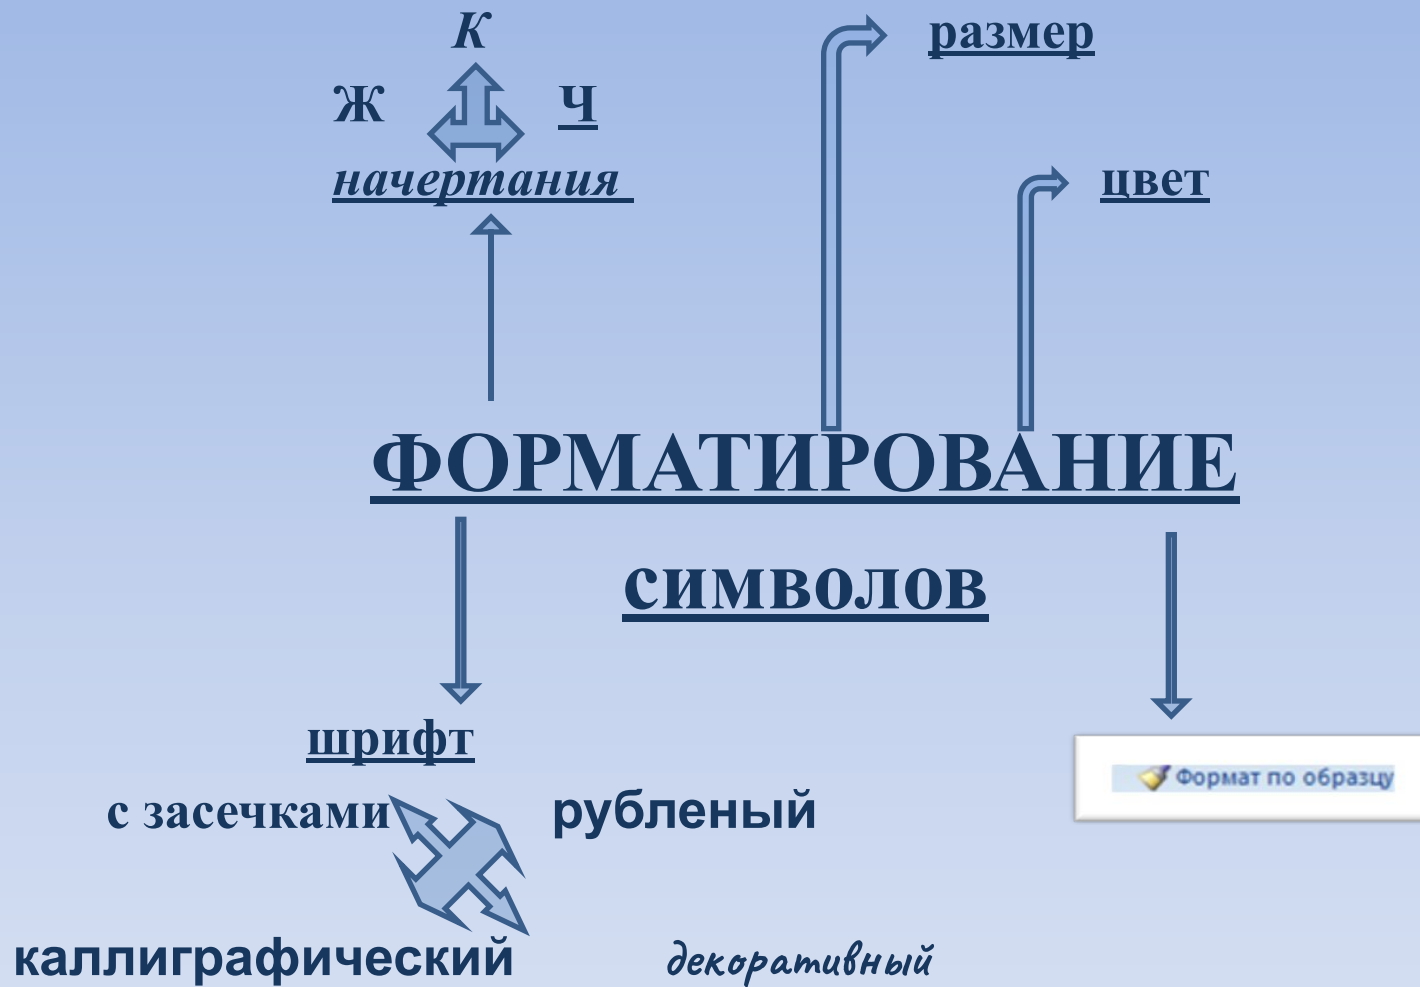 К
размер
Ж Ч
начертания
цвет
ФОРМАТИРОВАНИЕ
символов
шрифт
Формат по образцу
с засечками рубленый
каллиграфический декоративный